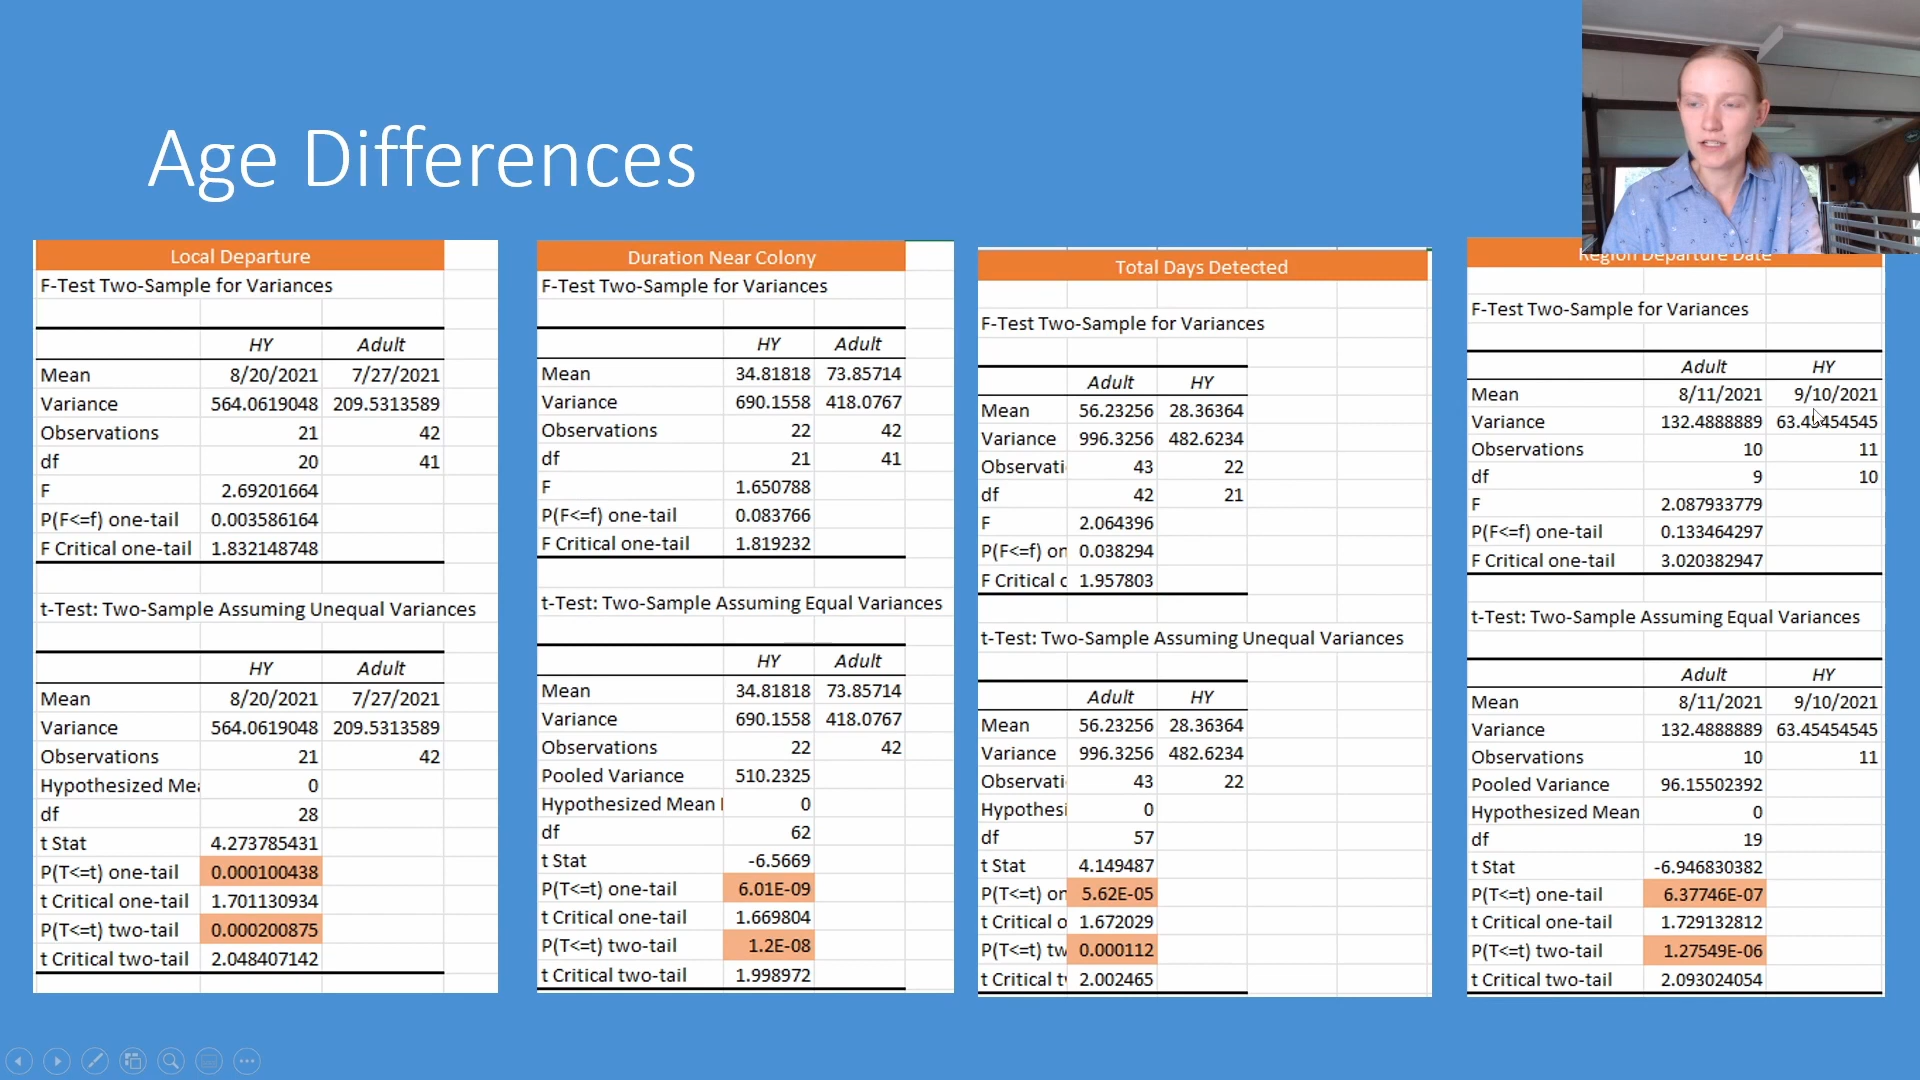 Age Differences
Local Departure
F-Test Two-Sample for Variances
HY Adult
Mean 8/20/2021 7/27/2021
Variance 564.0619048 209.5313589
Observations 21 42
df 20 41
F 2.69201664
P(F<=f) one-tail 0.003586164
F Critical one-tail 1.832148748
t-Test: Two-Sample Assuming Unequal Variances
HY Adult
Mean 8/20/2021 7/27/2021
Variance 564.0619048 209.5313589
Observations 21 42
Hypothesized Mea 0
df 28
t Stat 4.273785431
P(T<=t) one-tail 0.000100438
t Critical one-tail 1.701130934
P(T<=t) two-tail 0.000200875
t Critical two-tail 2.048407142
Duration Near Colony
F-Test Two-Sample for Variances
HY Adult
Mean 34.81818 73.85714
Variance 690.1558 418.0767
Observations 22 42
df 21 41
F 1.650788
P(F<=f) one-tail 0.083766
F Critical one-tail 1.819232
t-Test: Two-Sample Assuming Equal Variances
HY Adult
Mean 34.81818 73.85714
Variance 690.1558 418.0767
Observations 22 42
Pooled Variance 510.2325
Hypothesized Mean 0
df 62
t Stat -6.5669
P(T<=t) one-tail 6.01E-09
t Critical one-tail 1.669804
P(T<=t) two-tail 1.2E-08
t Critical two-tail 1.998972
Total Days Detected
F-Test Two-Sample for Variances
Adult HY
Mean 56.23256 28.36364
Variance 996.3256 482.6234
Observati 43 22
df 42 21
F 2.064396
P(F<=f) on 0.038294
F Critical c 1.957803
t-Test: Two-Sample Assuming Unequal Variances
Adult HY
Mean 56.23256 28.36364
Variance 996.3256 482.6234
Observati 43 22
Hypothesi 0
df 57
t Stat 4.149487
P(T<=t) on 5.62E-05
t Critical o 1.672029
P(T<=t) tw 0.000112
t Critical t 2.002465
Region Departure Date
F-Test Two-Sample for Variances
Adult HY
Mean 8/11/2021 9/10/2021
Variance 132.4888889 63.45454545
Observations 10 11
df 9 10
F 2.087933779
P(F<=f) one-tail 0.133464297
F Critical one-tail 3.020382947
t-Test: Two-Sample Assuming Equal Variances
Adult HY
Mean 8/11/2021 9/10/2021
Variance 132.4888889 63.45454545
Observations 10 11
Pooled Variance 96.15502392
Hypothesized Mean 0
df 19
t Stat -6.946830382
P(T<=t) one-tail 6.37746E-07
t Critical one-tail 1.729132812
P(T<=t) two-tail 1.27549E-06
t Critical two-tail 2.093024054